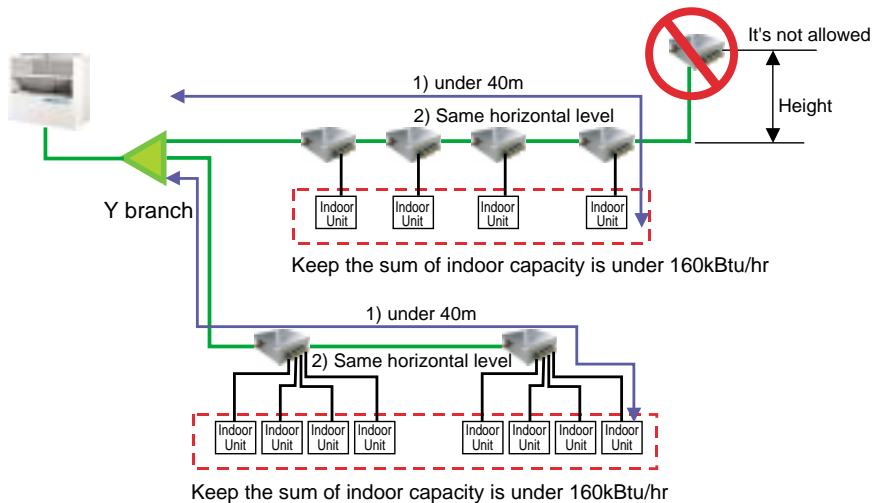 It's not allowed
1) under 40m
Height
2) Same horizontal level
Y branch
Indoor
Unit
Indoor
Unit
Indoor
Unit
Indoor
Unit
Keep the sum of indoor capacity is under 160kBtu/hr
1) under 40m
2) Same horizontal level
Indoor
Unit
Indoor
Unit
Indoor
Unit
Indoor
Unit
Indoor
Unit
Indoor
Unit
Indoor
Unit
Indoor
Unit
Keep the sum of indoor capacity is under 160kBtu/hr